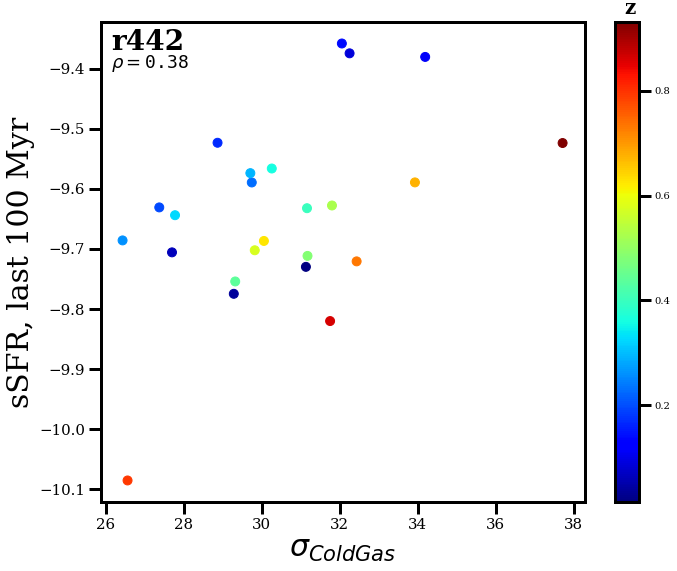 z
r442
ρ = 0.38
−9.4
−9.5
−9.6
−9.7
−9.8
−9.9
−10.0
−10.1
sSFR, last 100 Myr
26 28 30 32 34 36 38
σ_ColdGas
0.8
0.6
0.4
0.2